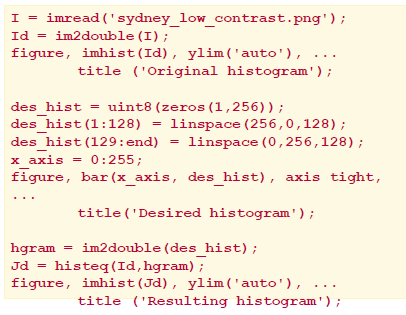 I = imread('sydney_low_contrast.png');
Id = im2double(I);
figure, imhist(Id), ylim('auto'), ...
title ('Original histogram');
des_hist = uint8(zeros(1,256));
des_hist(1:128) = linspace(256,0,128);
des_hist(129:end) = linspace(0,256,128);
x_axis = 0:255;
figure, bar(x_axis, des_hist), axis tight,
...
title('Desired histogram');
hgram = im2double(des_hist);
Jd = histeq(Id,hgram);
figure, imhist(Jd), ylim('auto'), ...
title ('Resulting histogram');